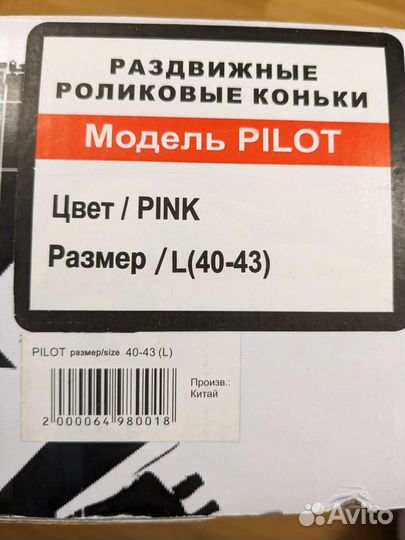 РАЗДВИЖНЫЕ
РОЛИКОВЫЕ КОНЬКИ
Модель PILOT
Цвет / PINK
Размер / L(40-43)
PILOT размер/size 40-43 (L)
Произв.:
Китай
2 000064 980018
Avito